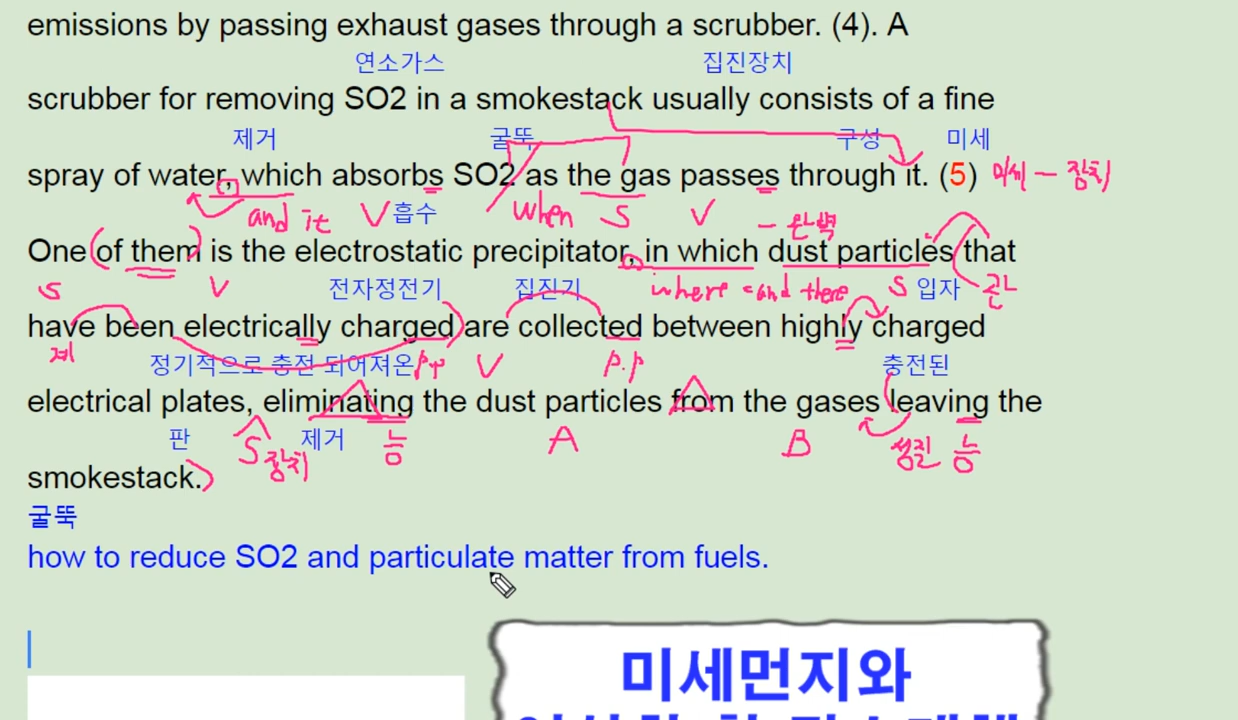 emissions by passing exhaust gases through a scrubber. (4). A
연소가스 집진장치
scrubber for removing SO2 in a smokestack usually consists of a fine
제거 굴뚝 구성 미세
spray of water, which absorbs SO2 as the gas passes through it. (5) 미세 - 장치
and it V 흡수 when S V - 완벽
One of them is the electrostatic precipitator, in which dust particles that
S V 전자정전기 집진기 where = and there S 입자 관
have been electrically charged are collected between highly charged
정기적으로 충전 되어져온 p.p V p.p 충전된
electrical plates, eliminating the dust particles from the gases leaving the
판 S 장치 제거 능 A B 성질 능
smokestack.
굴뚝
how to reduce SO2 and particulate matter from fuels.
미세먼지와